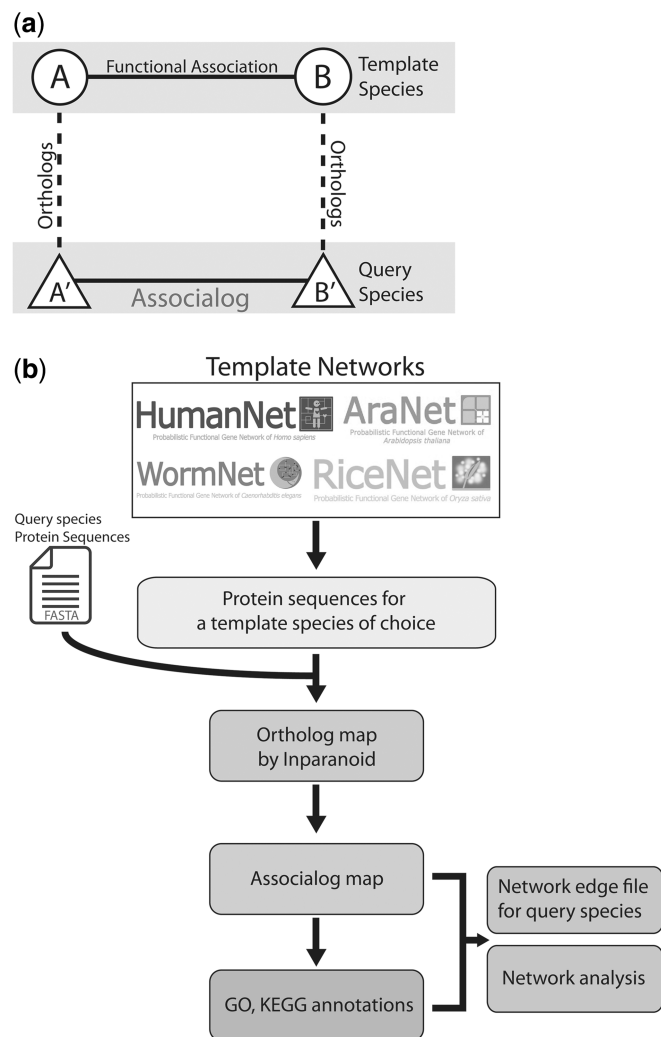 (a)
A
Functional Association
B
Template
Species
Orthologs
Orthologs
A'
Associalog
B'
Query
Species
(b)
Template Networks
HumanNet
Probabilistic Functional Gene Network of Homo sapiens
AraNet
Probabilistic Functional Gene Network of
Arabidopsis thaliana
WormNet
Probabilistic Functional Gene Network of Caenorhabditis elegans
RiceNet
Probabilistic Functional Gene Network of Oryza sativa
Query species
Protein Sequences
FASTA
Protein sequences for
a template species of choice
Ortholog map
by Inparanoid
Associalog map
Network edge file
for query species
Network analysis
GO, KEGG annotations